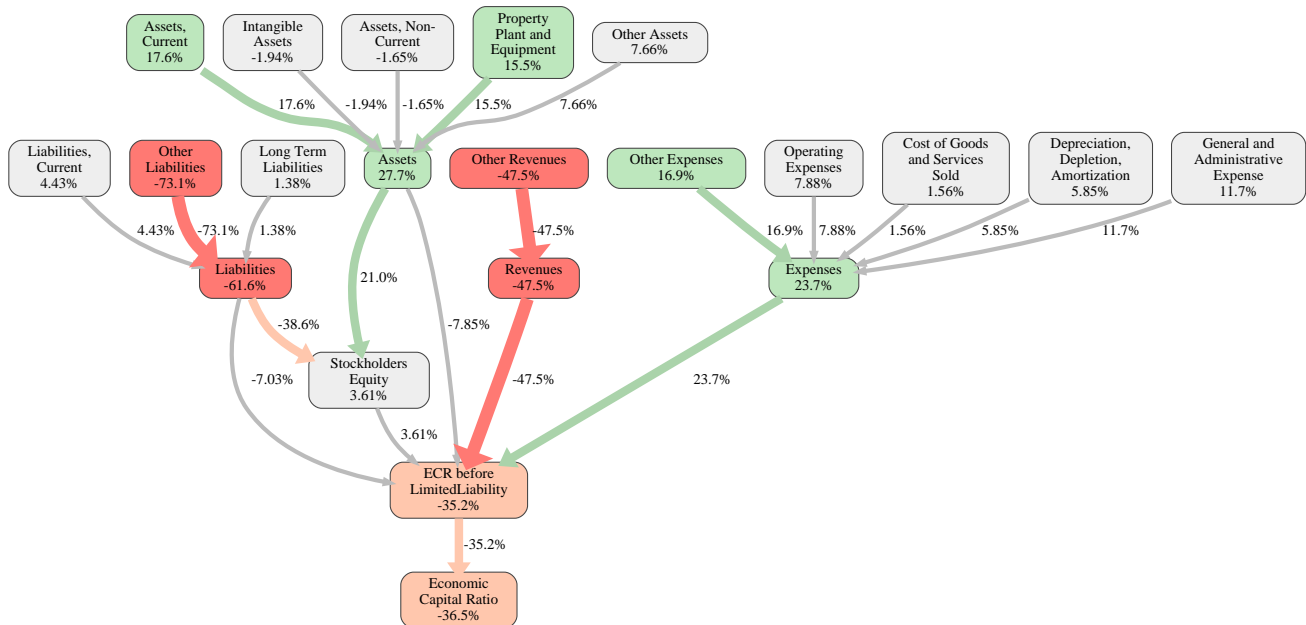 Assets,
Current
17.6%
Intangible
Assets
-1.94%
Assets, Non-
Current
-1.65%
Property
Plant and
Equipment
15.5%
Other Assets
7.66%
17.6%
-1.94%
-1.65%
15.5%
7.66%
Liabilities,
Current
4.43%
Other
Liabilities
-73.1%
Long Term
Liabilities
1.38%
Assets
27.7%
Other Revenues
-47.5%
Other Expenses
16.9%
Operating
Expenses
7.88%
Cost of Goods
and Services
Sold
1.56%
Depreciation,
Depletion,
Amortization
5.85%
General and
Administrative
Expense
11.7%
4.43%
-73.1%
1.38%
-47.5%
16.9%
7.88%
1.56%
5.85%
11.7%
Liabilities
-61.6%
Revenues
-47.5%
Expenses
23.7%
21.0%
-38.6%
-7.85%
-7.03%
Stockholders
Equity
3.61%
-47.5%
23.7%
3.61%
ECR before
LimitedLiability
-35.2%
-35.2%
Economic
Capital Ratio
-36.5%